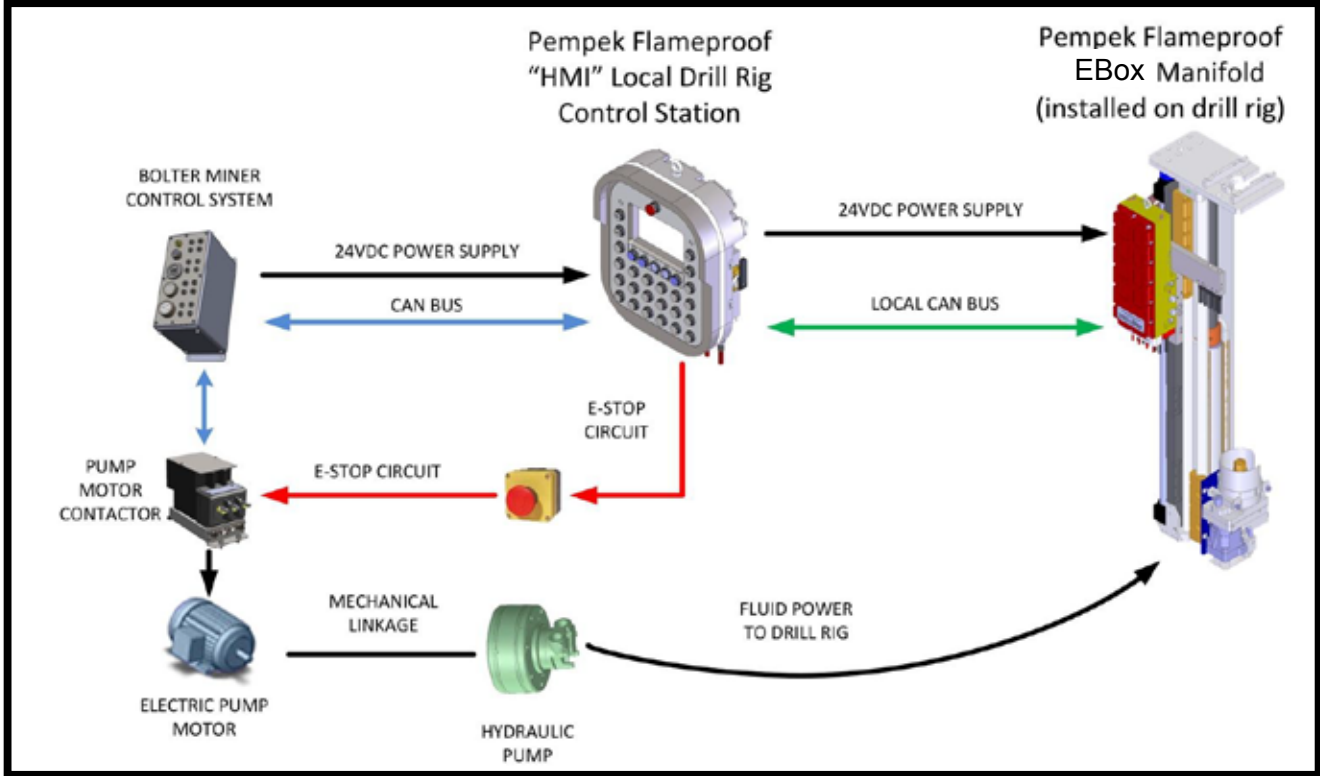 Pempek Flameproof
"HMI" Local Drill Rig
Control Station
Pempek Flameproof
EBox Manifold
(installed on drill rig)
BOLTER MINER
CONTROL SYSTEM
24VDC POWER SUPPLY
24VDC POWER SUPPLY
CAN BUS
LOCAL CAN BUS
E-STOP
CIRCUIT
PUMP
MOTOR
CONTACTOR
E-STOP CIRCUIT
MECHANICAL
LINKAGE
FLUID POWER
TO DRILL RIG
ELECTRIC PUMP
MOTOR
HYDRAULIC
PUMP